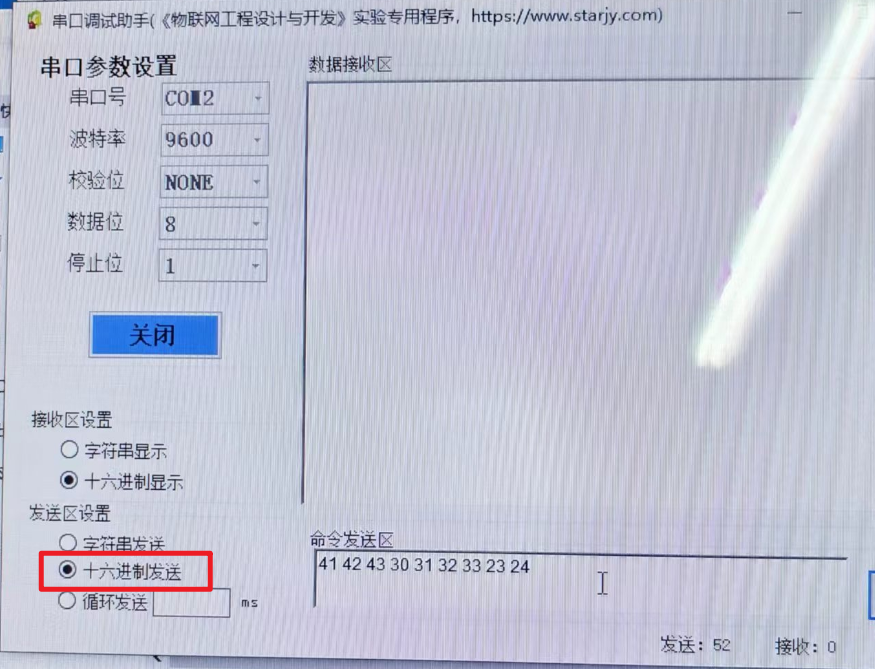 串口调试助手(《物联网工程设计与开发》实验专用程序，https://www.starjy.com)
串口参数设置
数据接收区
串口号 COM2
波特率 9600
校验位 NONE
数据位 8
停止位 1
关闭
接收区设置
字符串显示
十六进制显示
发送区设置
字符串发送
十六进制发送
循环发送 ms
命令发送区
41 42 43 30 31 32 33 23 24
发送：52 接收：0